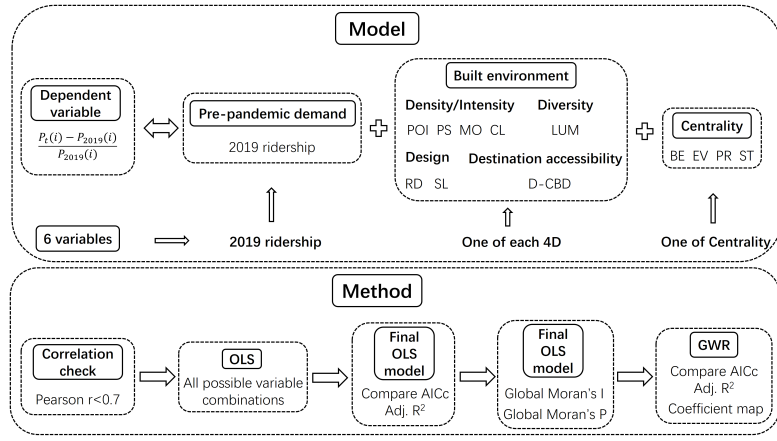 Model
Dependent
variable
P_t(i) − P_2019(i)
P_2019(i)
Pre-pandemic demand
2019 ridership
Built environment
Density/Intensity Diversity
POI PS MO CL LUM
Design Destination accessibility
RD SL D-CBD
Centrality
BE EV PR ST
6 variables 2019 ridership One of each 4D One of Centrality
Method
Correlation
check
Pearson r<0.7
OLS
All possible variable
combinations
Final
OLS
model
Compare AICc
Adj. R²
Final
OLS
model
Global Moran's I
Global Moran's P
GWR
Compare AICc
Adj. R²
Coefficient map